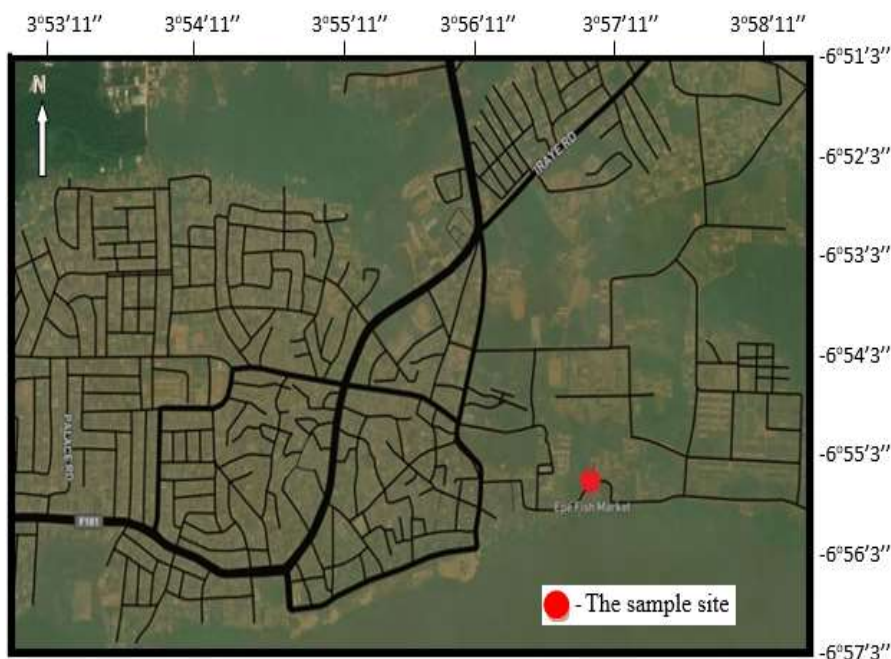 3°53’11’’ 3°54’11’’ 3°55’11’’ 3°56’11’’ 3°57’11’’ 3°58’11’’
-6°51’3’’
N
-6°52’3’’
IRAYE RD
-6°53’3’’
-6°54’3’’
PALACE RD
-6°55’3’’
Epe Fish Market
F101
-6°56’3’’
- The sample site
-6°57’3’’